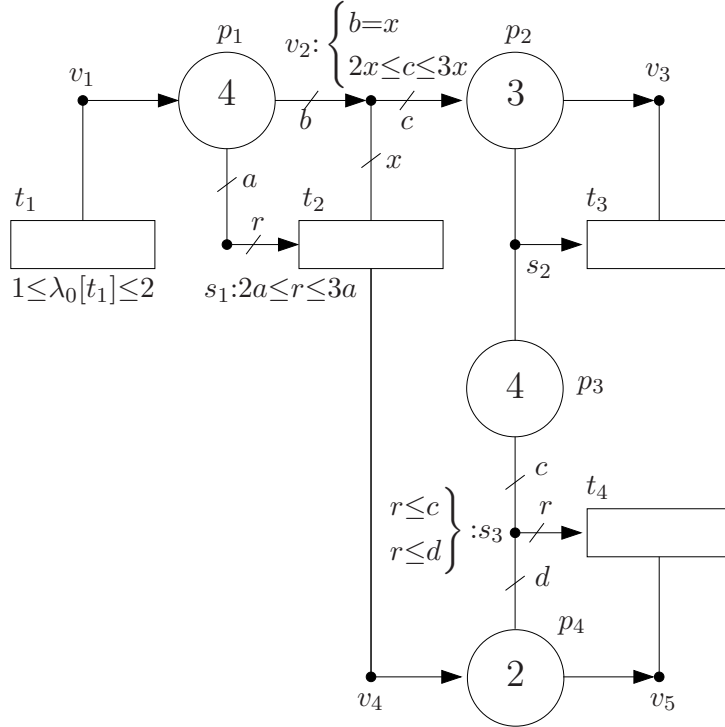 p₁
v₂: { b=x
2x≤c≤3x
p₂
v₁
v₃
4
3
b
c
a
x
t₁
r
t₂
t₃
s₂
1≤λ₀[t₁]≤2
s₁:2a≤r≤3a
4
p₃
c
t₄
r≤c
r≤d } :s₃
r
d
p₄
2
v₄
v₅